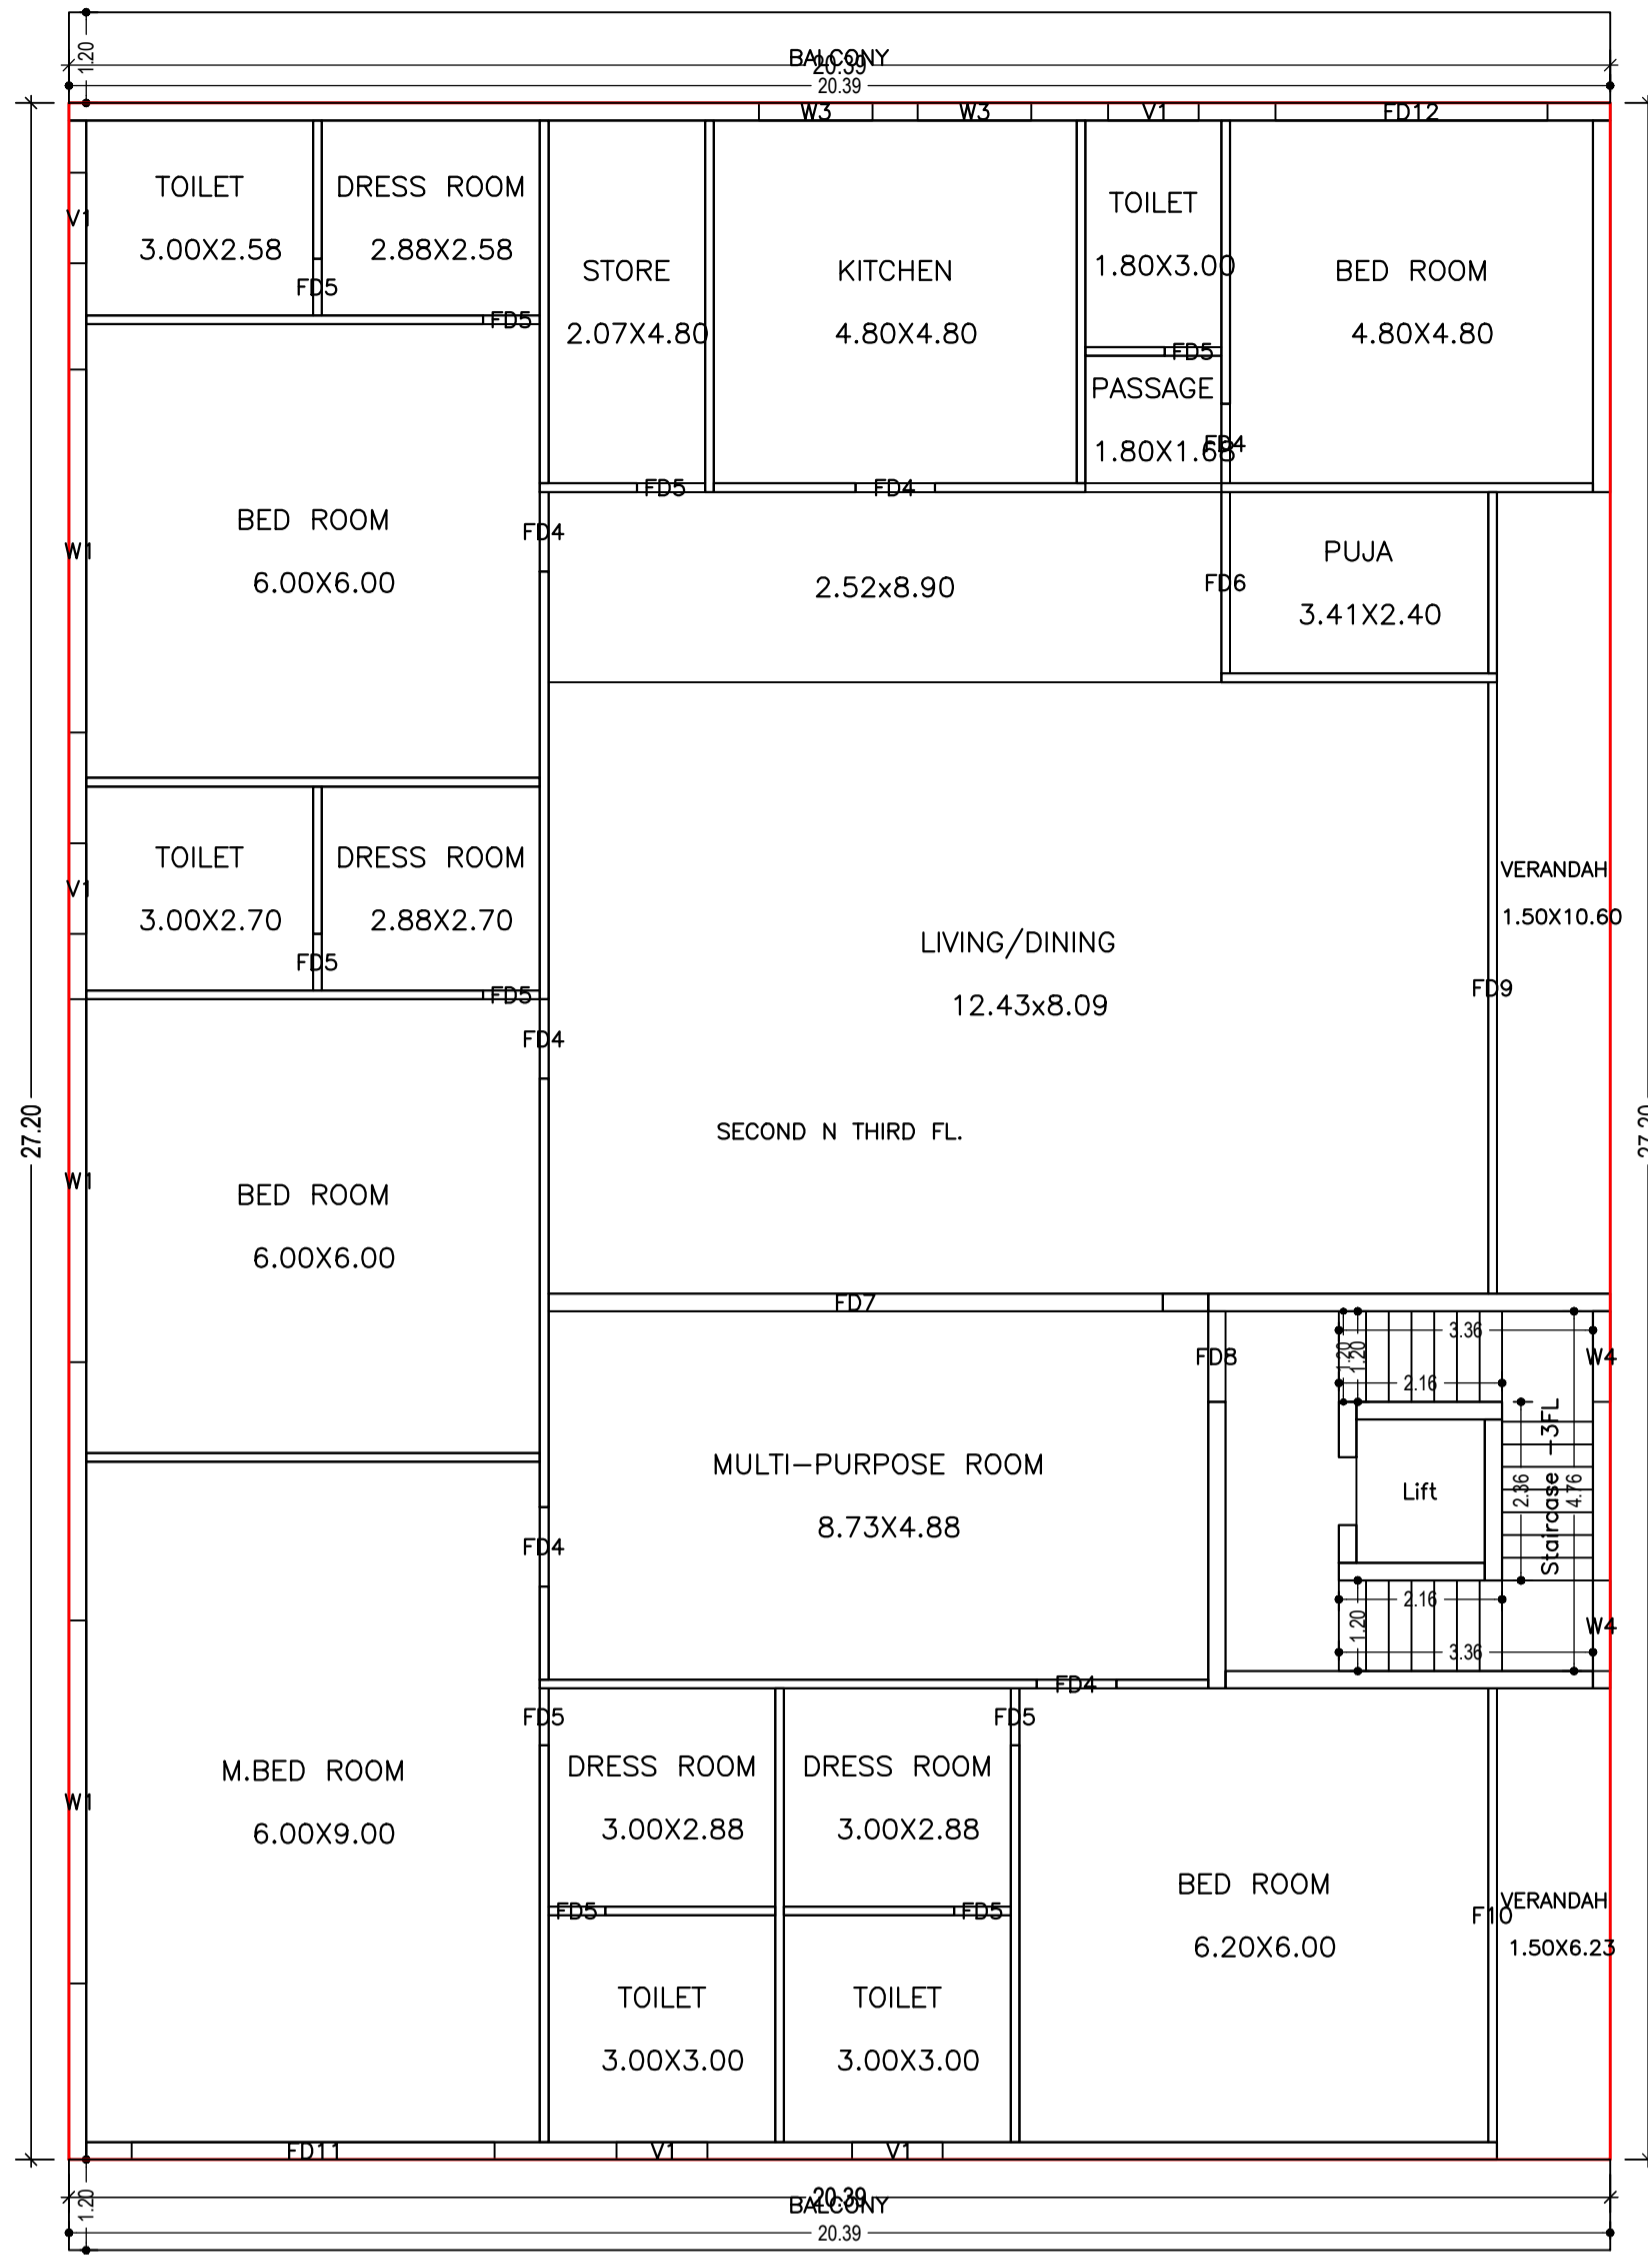 1.20
BALCONY
20.39
20.39
W3
W3
V1
FD12
TOILET
3.00X2.58
DRESS ROOM
2.88X2.58
V1
FD5
FD5
STORE
2.07X4.80
KITCHEN
4.80X4.80
TOILET
1.80X3.00
FD5
PASSAGE
1.80X1.68
FD4
BED ROOM
4.80X4.80
FD5
FD4
BED ROOM
6.00X6.00
W1
FD4
2.52x8.90
FD6
PUJA
3.41X2.40
TOILET
3.00X2.70
DRESS ROOM
2.88X2.70
V1
FD5
FD5
VERANDAH
1.50X10.60
LIVING/DINING
12.43x8.09
FD9
FD4
27.20
27.20
SECOND N THIRD FL.
W1
BED ROOM
6.00X6.00
FD7
FD8
3.36
1.20
1.20
2.16
W4
MULTI-PURPOSE ROOM
8.73X4.88
Lift
2.36
Staircase -3FL
4.76
FD4
2.16
1.20
3.36
W4
FD4
FD5
FD5
M.BED ROOM
6.00X9.00
W1
DRESS ROOM
3.00X2.88
DRESS ROOM
3.00X2.88
FD5
FD5
BED ROOM
6.20X6.00
F10
VERANDAH
1.50X6.23
TOILET
3.00X3.00
TOILET
3.00X3.00
FD11
V1
V1
1.20
20.39
BALCONY
20.39